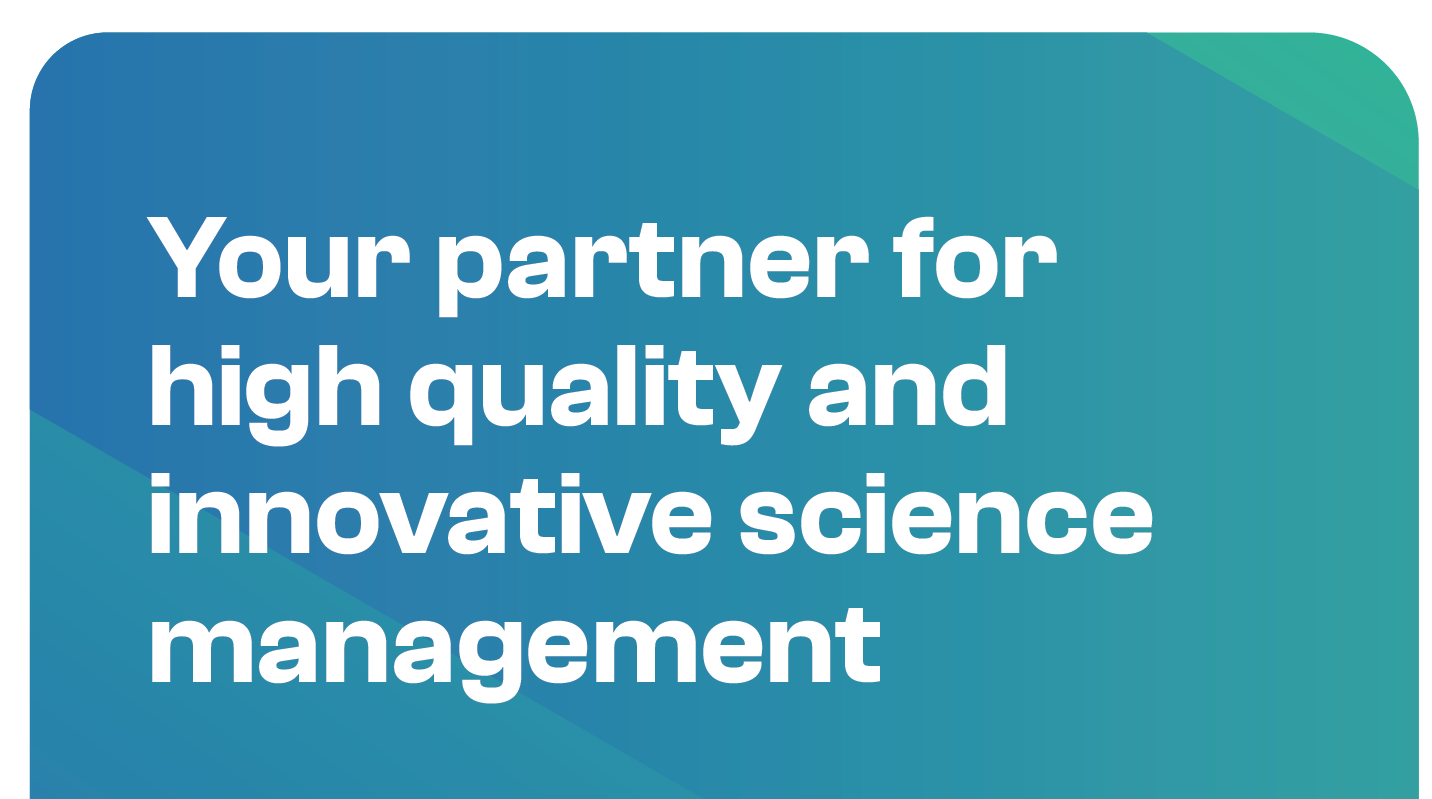 Your partner for
high quality and
innovative science
management